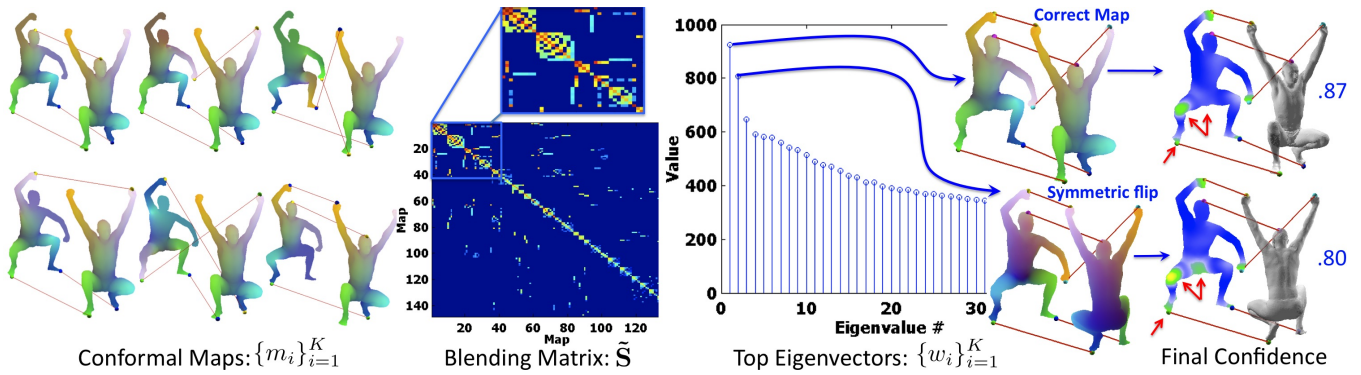 Conformal Maps: {m_i}_{i=1}^K
Map
20
40
60
80
100
120
140
20 40 60 80 100 120
Map
Blending Matrix: S̃
Value
1000
800
600
400
200
0
0 10 20 30
Eigenvalue #
Top Eigenvectors: {w_i}_{i=1}^K
Correct Map
Symmetric flip
.87
.80
Final Confidence